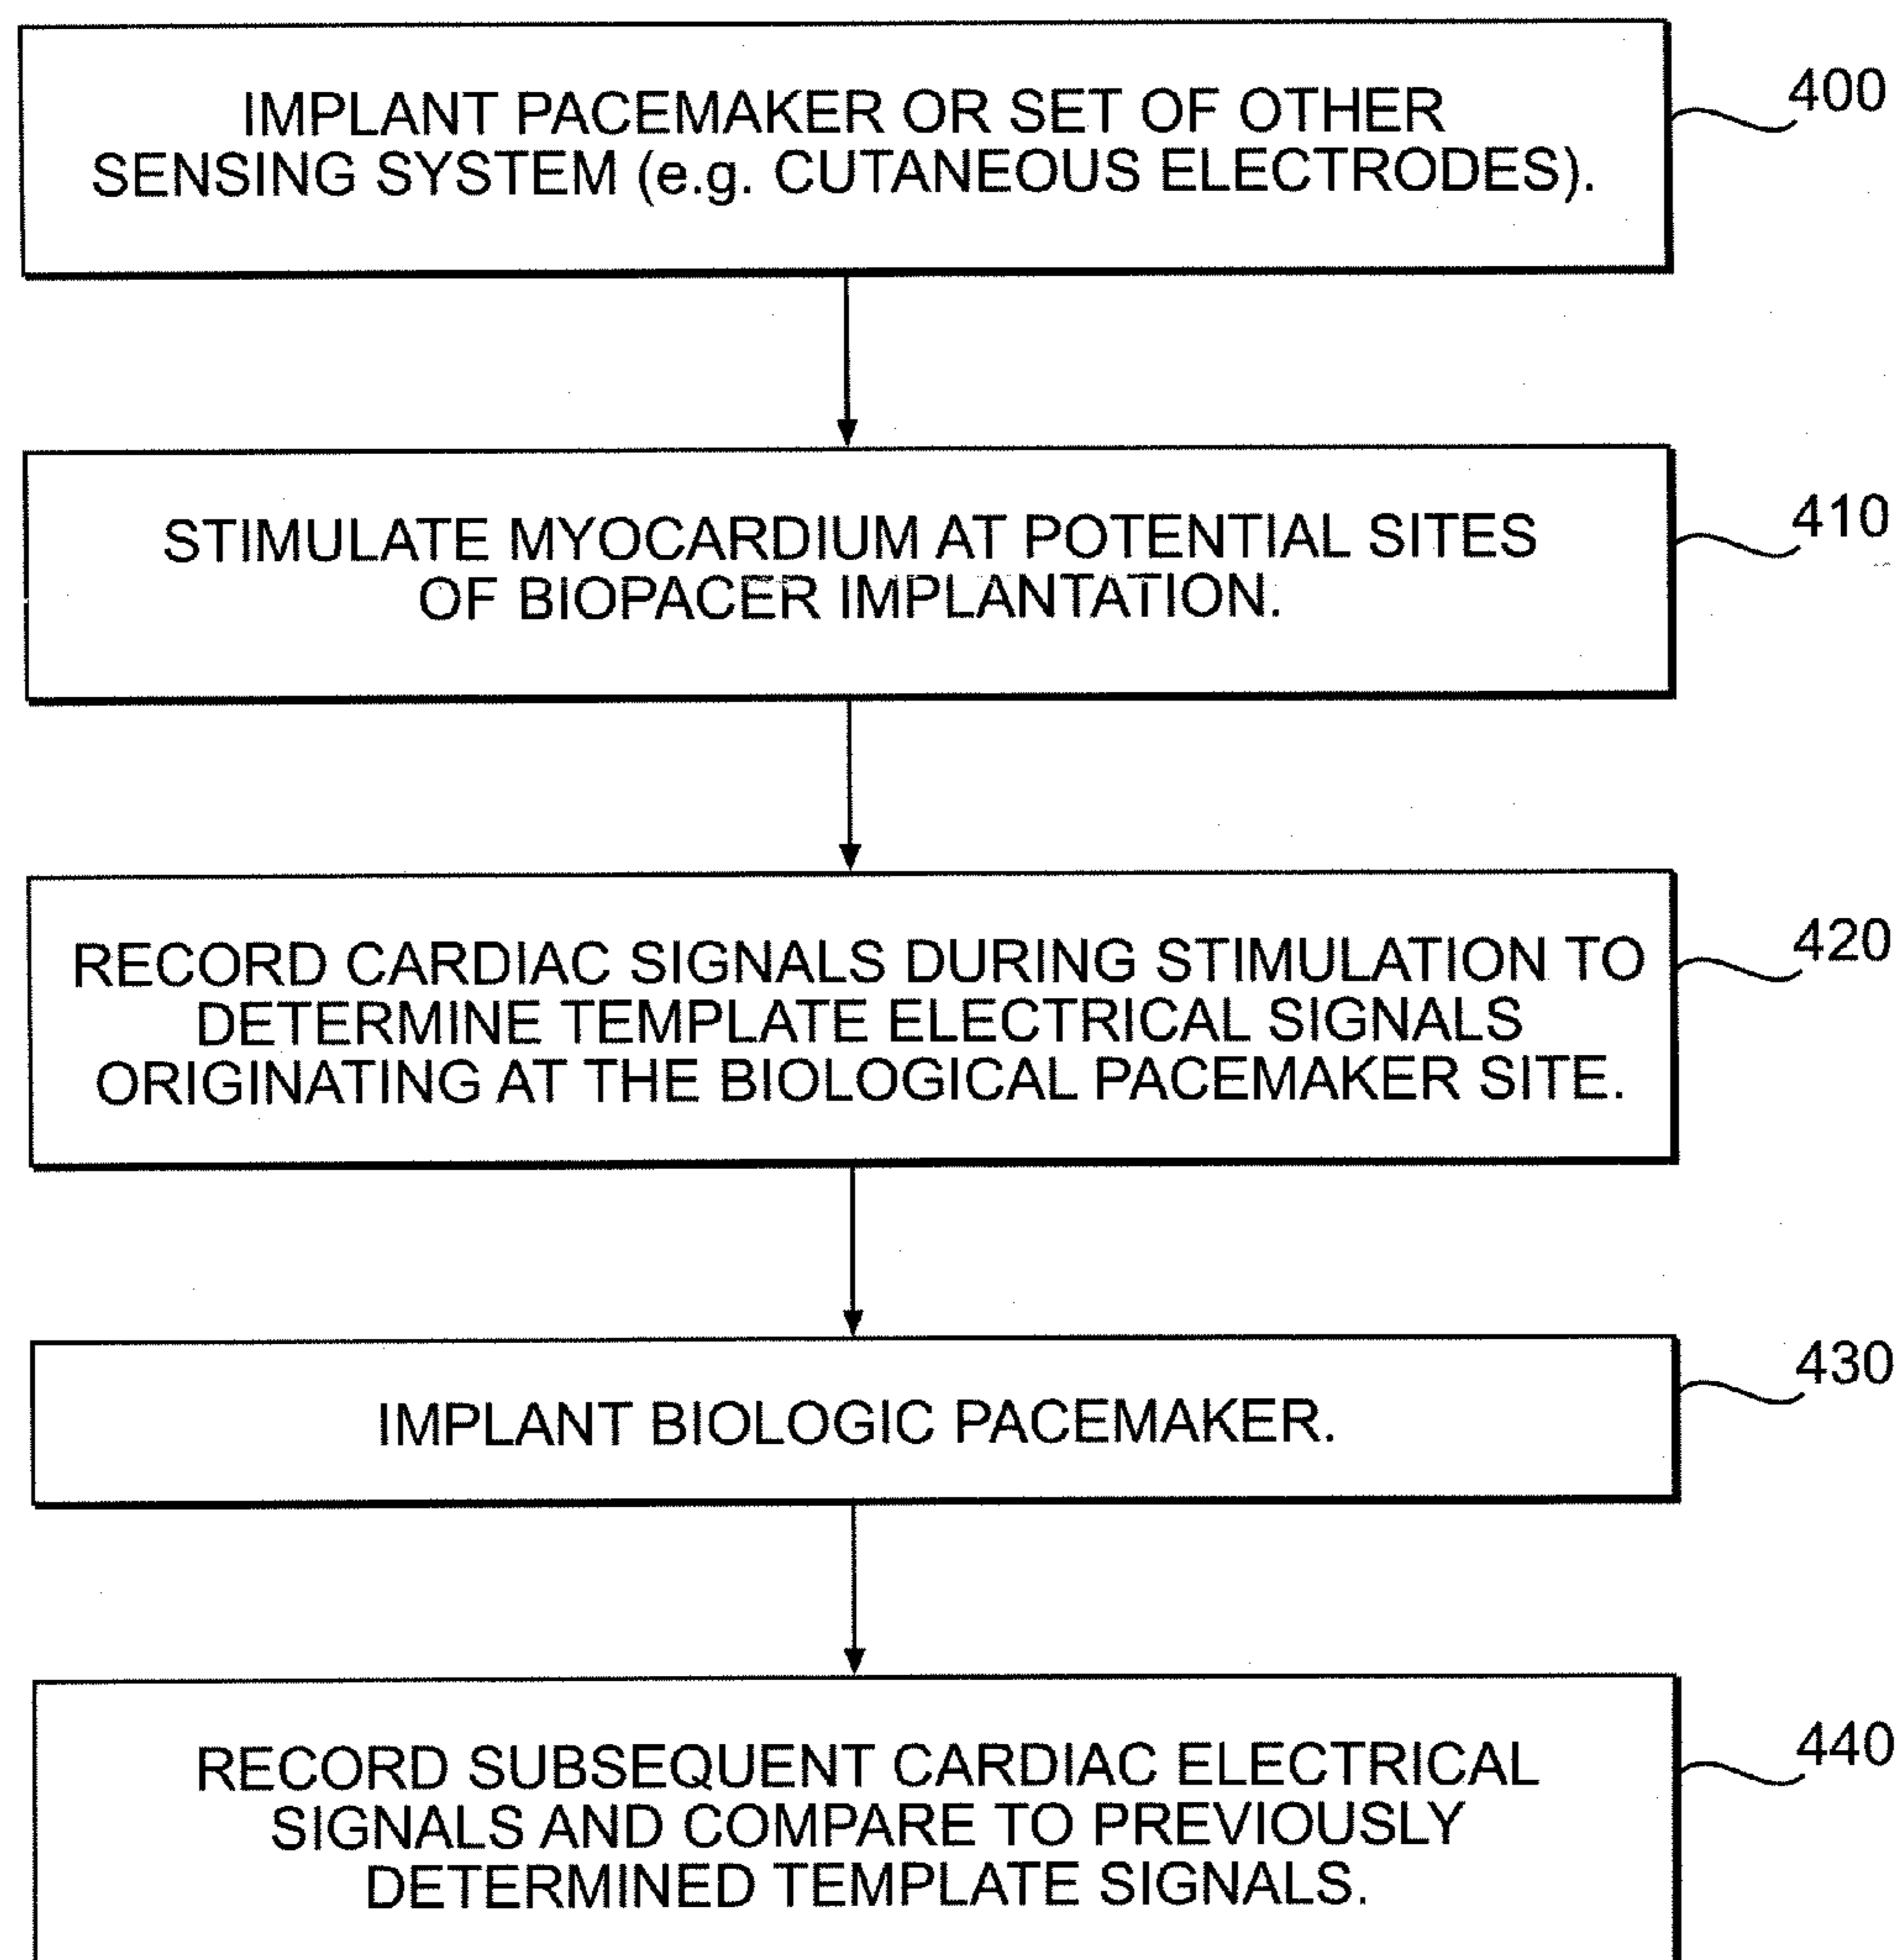 IMPLANT PACEMAKER OR SET OF OTHER
SENSING SYSTEM (e.g. CUTANEOUS ELECTRODES).
400
STIMULATE MYOCARDIUM AT POTENTIAL SITES
OF BIOPACER IMPLANTATION.
410
RECORD CARDIAC SIGNALS DURING STIMULATION TO
DETERMINE TEMPLATE ELECTRICAL SIGNALS
ORIGINATING AT THE BIOLOGICAL PACEMAKER SITE.
420
IMPLANT BIOLOGIC PACEMAKER.
430
RECORD SUBSEQUENT CARDIAC ELECTRICAL
SIGNALS AND COMPARE TO PREVIOUSLY
DETERMINED TEMPLATE SIGNALS.
440